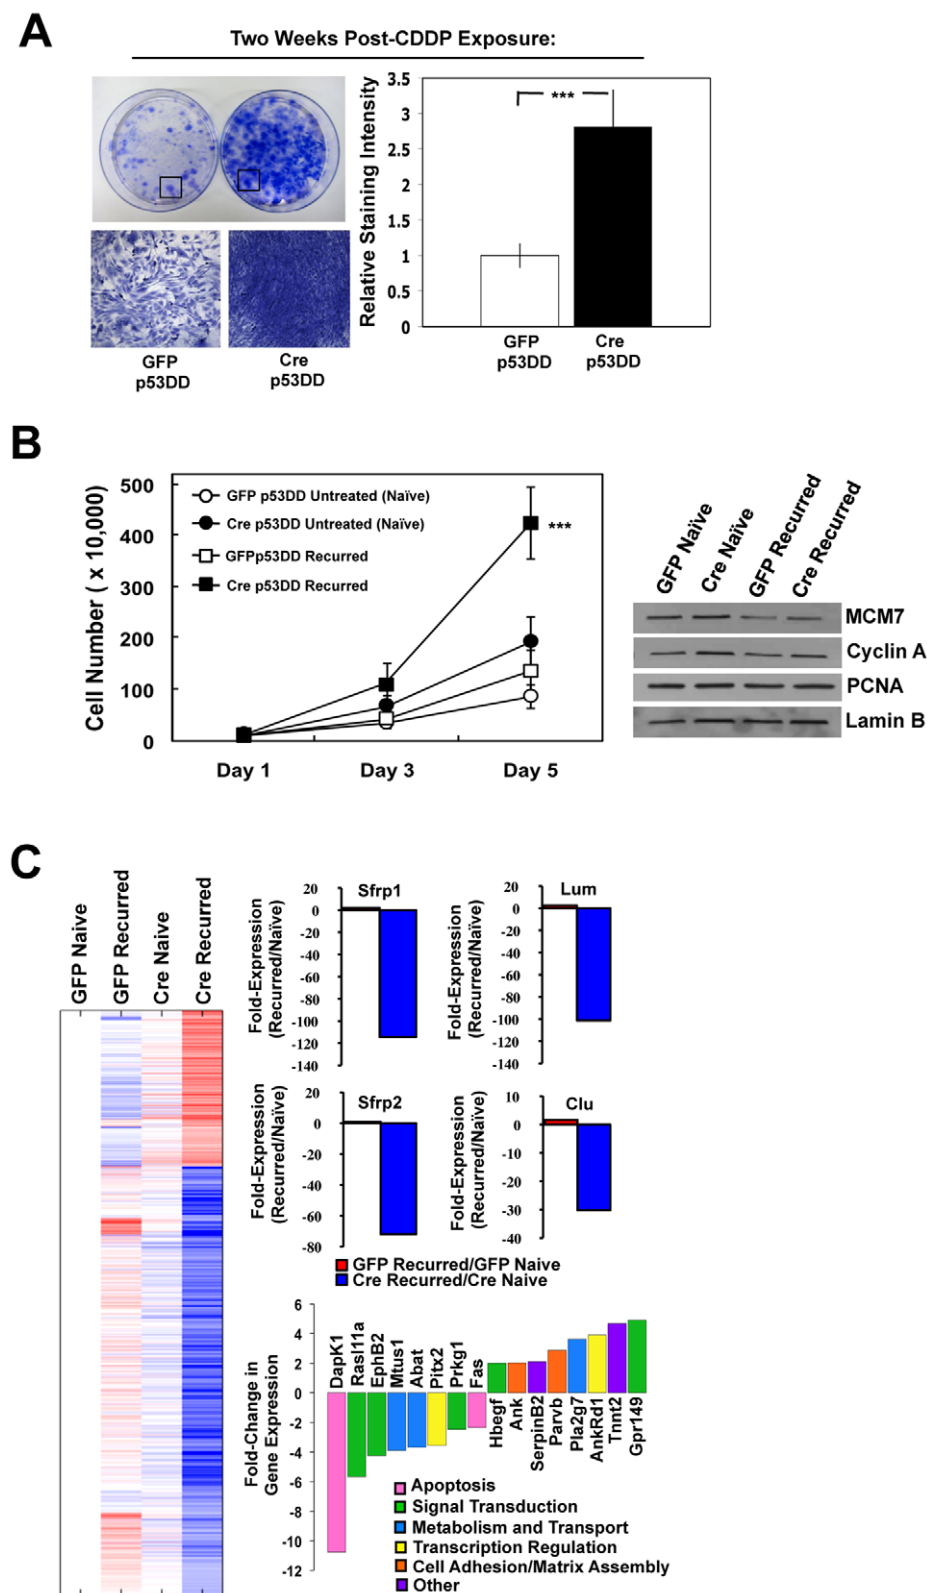 A
Two Weeks Post-CDDP Exposure:
GFP
p53DD
Cre
p53DD
Relative Staining Intensity
3.5
3
2.5
2
1.5
1
0.5
0
***
GFP
p53DD
Cre
p53DD
B
Cell Number ( x 10,000)
500
400
300
200
100
0
GFP p53DD Untreated (Naïve)
Cre p53DD Untreated (Naïve)
GFPp53DD Recurred
Cre p53DD Recurred
***
Day 1
Day 3
Day 5
GFP Naïve
Cre Naïve
GFP Recurred
Cre Recurred
MCM7
Cyclin A
PCNA
Lamin B
C
GFP Naive
GFP Recurred
Cre Naive
Cre Recurred
Fold-Expression
(Recurred/Naïve)
Sfrp1
20
0
-20
-40
-60
-80
-100
-120
-140
Fold-Expression
(Recurred/Naïve)
Lum
20
0
-20
-40
-60
-80
-100
-120
-140
Fold-Expression
(Recurred/Naïve)
Sfrp2
20
0
-20
-40
-60
-80
Fold-Expression
(Recurred/Naïve)
Clu
10
0
-10
-20
-30
-40
GFP Recurred/GFP Naive
Cre Recurred/Cre Naive
Fold-Change in
Gene Expression
6
4
2
0
-2
-4
-6
-8
-10
-12
DapK1
Rasl11a
EphB2
Mtus1
Abat
Pitx2
Prkg1
Fas
Hbegf
Ank
SerpinB2
Parvb
Pla2g7
AnkRd1
Tnnt2
Gpr149
Apoptosis
Signal Transduction
Metabolism and Transport
Transcription Regulation
Cell Adhesion/Matrix Assembly
Other